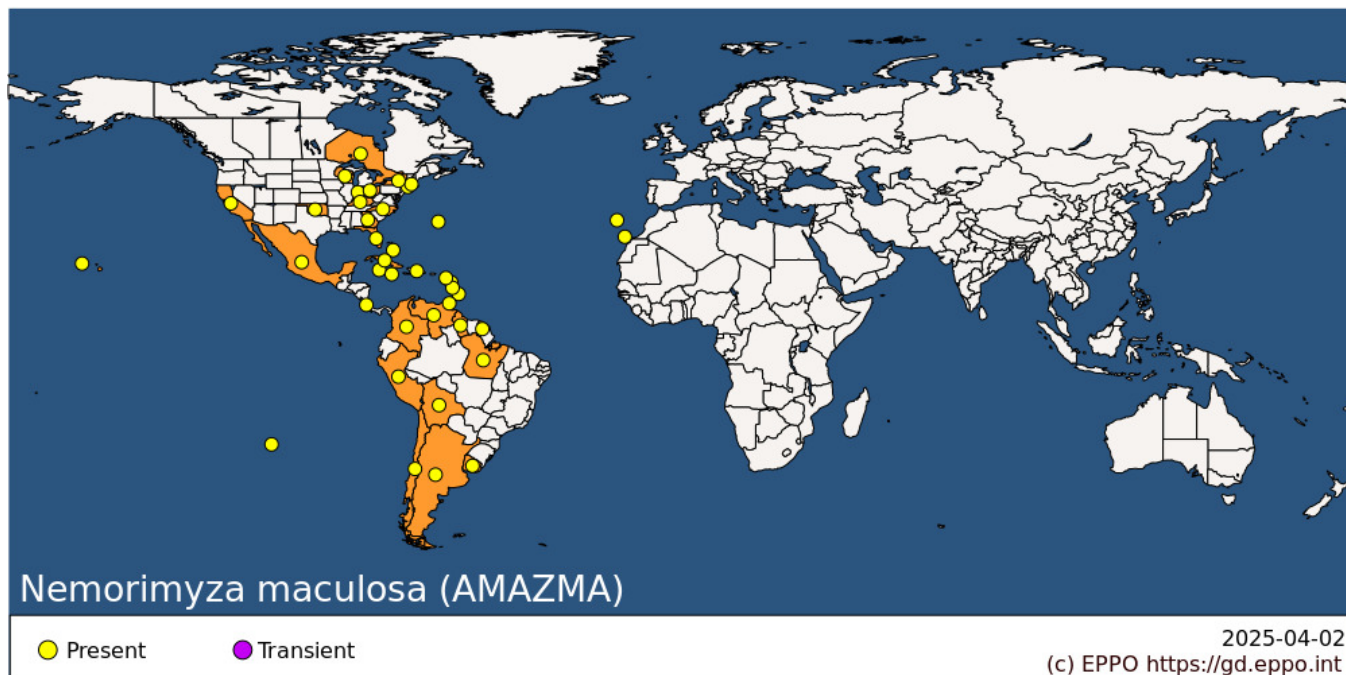 Nemorimyza maculosa (AMAZMA)
Present
Transient
2025-04-02
(c) EPPO https://gd.eppo.int